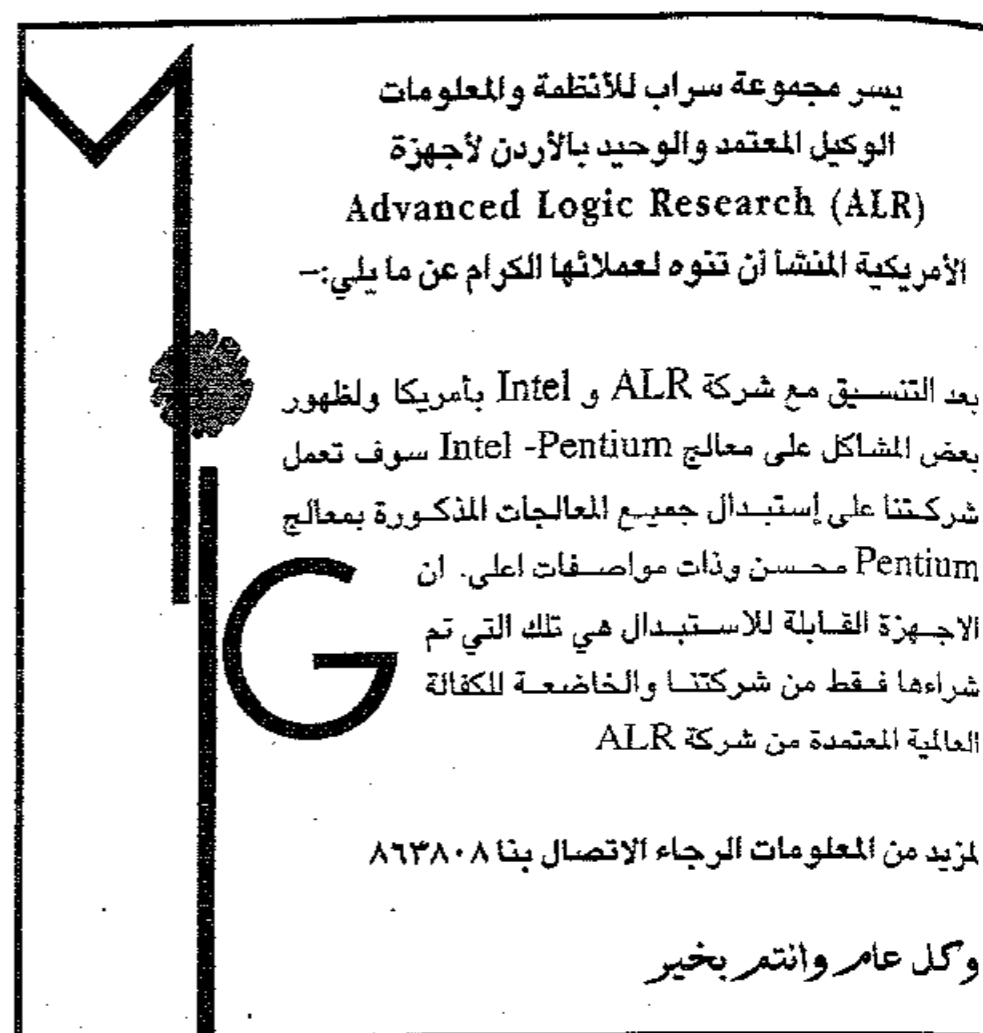 MIG
يسر مجموعة سراب للأنظمة والمعلومات
الوكيل المعتمد والوحيد بالأردن لأجهزة
Advanced Logic Research (ALR)
الأمريكية المنشأ أن تنوه لعملائها الكرام عن ما يلي:–
بعد التنسيق مع شركة ALR و Intel بأمريكا ولظهور
بعض المشاكل على معالج Intel -Pentium سوف تعمل
شركتنا على إستبدال جميع المعالجات المذكورة بمعالج
Pentium محسن وذات مواصفات اعلى. ان
الاجهزة القابلة للاستبدال هي تلك التي تم
شراءها فقط من شركتنا والخاضعة للكفالة
العالمية المعتمدة من شركة ALR
لمزيد من المعلومات الرجاء الاتصال بنا ٨٦٣٨٠٨
وكل عام وانتم بخير